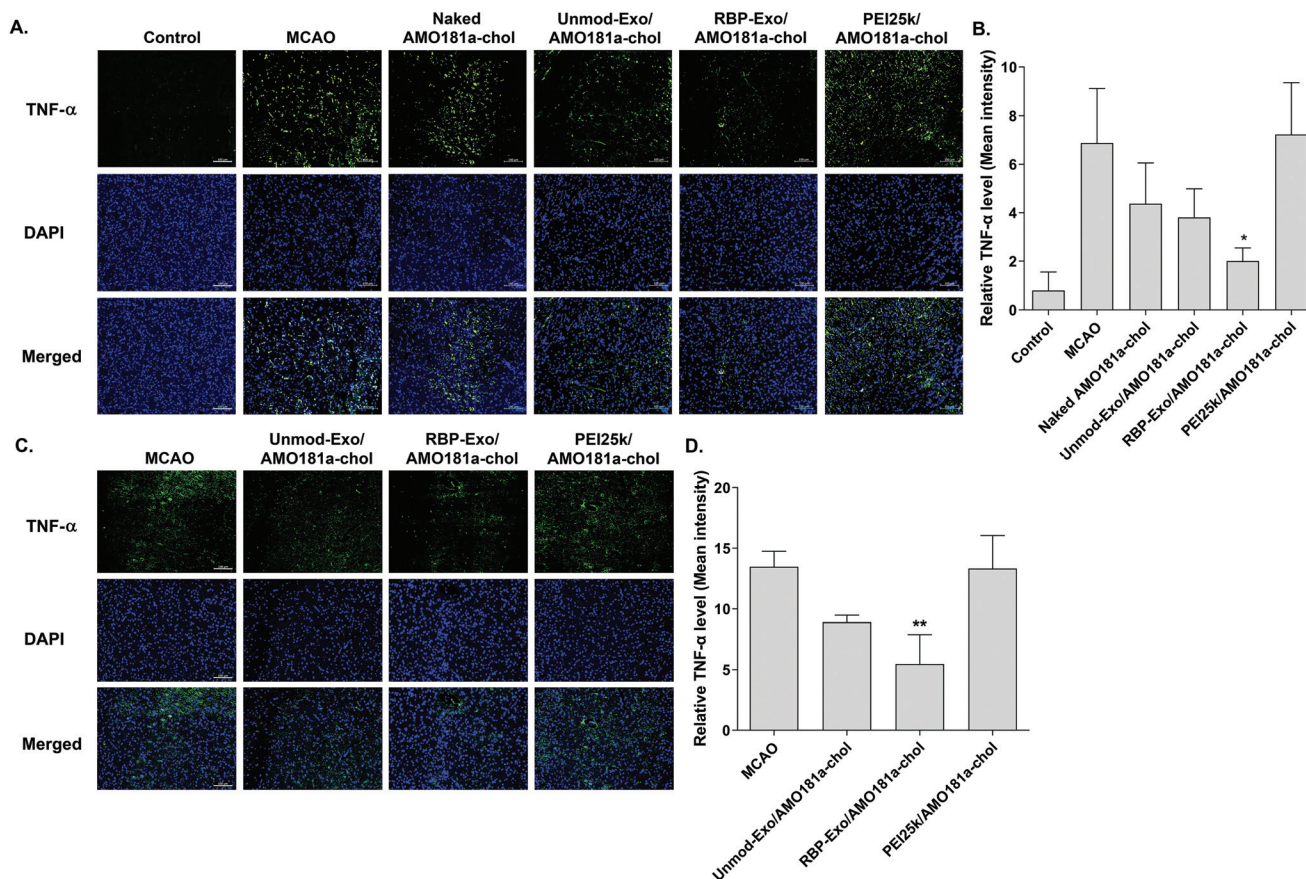 A.
Control
MCAO
Naked
AMO181a-chol
Unmod-Exo/
AMO181a-chol
RBP-Exo/
AMO181a-chol
PEI25k/
AMO181a-chol
TNF-α
DAPI
Merged
B.
Relative TNF-α level (Mean intensity)
10
8
6
4
2
0
*
Control
MCAO
Naked AMO181a-chol
Unmod-Exo/AMO181a-chol
RBP-Exo/AMO181a-chol
PEI25k/AMO181a-chol
C.
MCAO
Unmod-Exo/
AMO181a-chol
RBP-Exo/
AMO181a-chol
PEI25k/
AMO181a-chol
TNF-α
DAPI
Merged
D.
Relative TNF-α level (Mean intensity)
20
15
10
5
0
**
MCAO
Unmod-Exo/AMO181a-chol
RBP-Exo/AMO181a-chol
PEI25k/AMO181a-chol